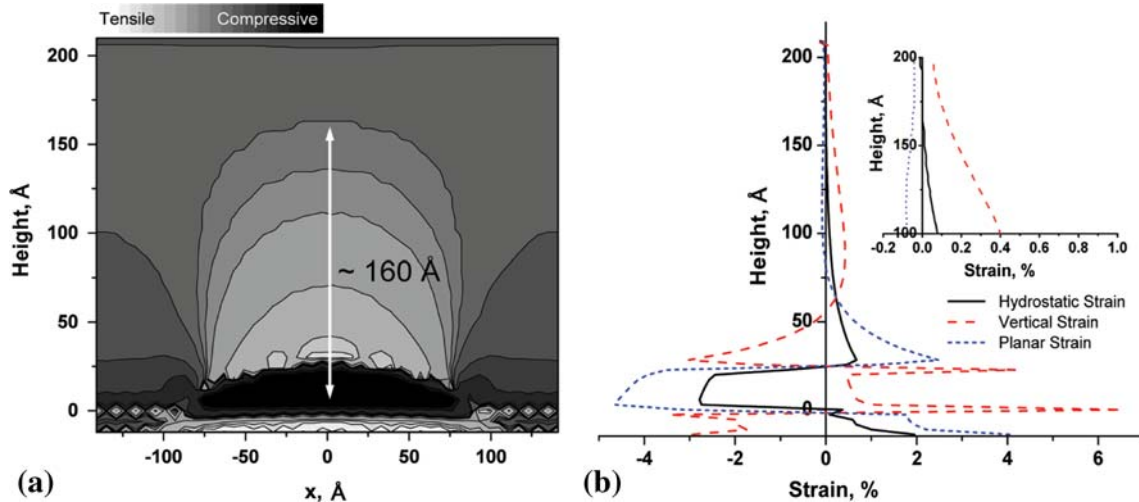 Tensile Compressive
200
150
100
50
0
Height, Å
~ 160 Å
-100 -50 0 50 100
x, Å
(a)
200
150
100
50
0
Height, Å
-4 -2 0 2 4 6
Strain, %
200
150
100
Height, Å
-0.2 0.0 0.2 0.4 0.6 0.8 1.0
Strain, %
Hydrostatic Strain
Vertical Strain
Planar Strain
(b)